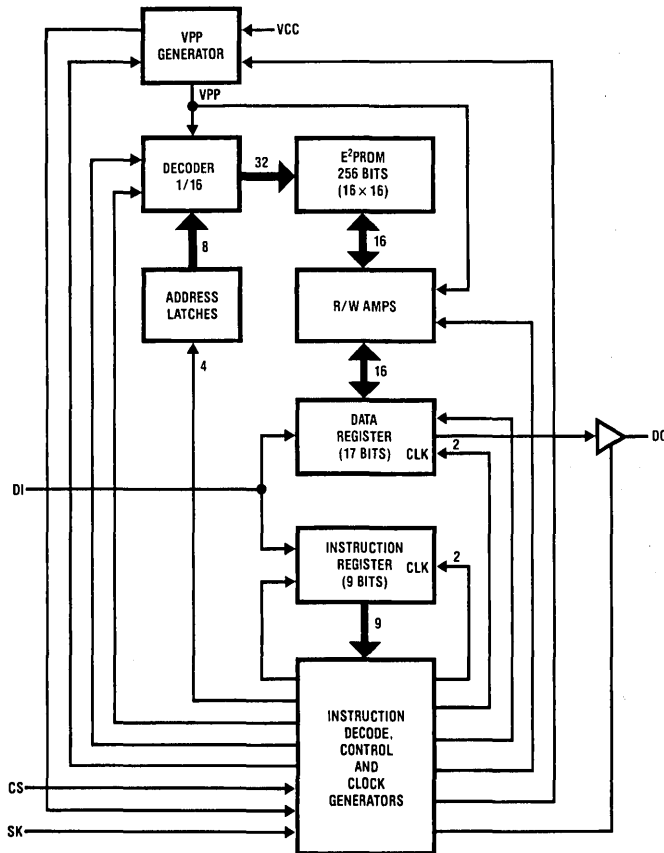 VPP
GENERATOR
VCC
VPP
DECODER
1/16
32
E²PROM
256 BITS
(16 × 16)
8
16
ADDRESS
LATCHES
R/W AMPS
4
16
DATA
REGISTER
(17 BITS)
CLK
2
DO
DI
INSTRUCTION
REGISTER
(9 BITS)
CLK
2
9
INSTRUCTION
DECODE,
CONTROL
AND
CLOCK
GENERATORS
CS
SK